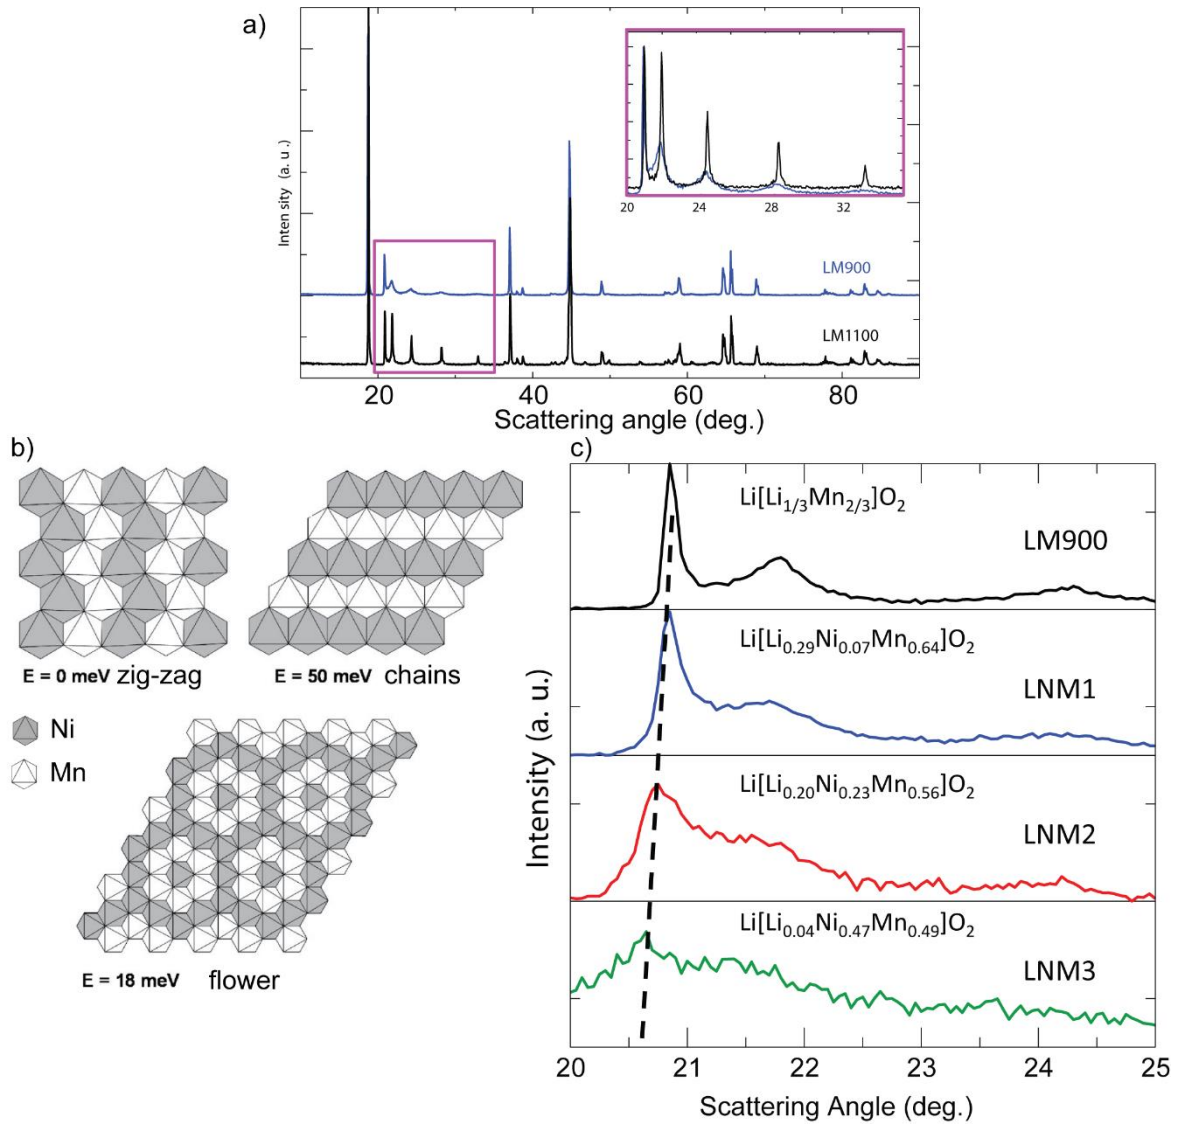 a)
Inten sity (a. u.)
20 24 28 32
LM900
LM1100
20 40 60 80
Scattering angle (deg.)
b)
E = 0 meV zig-zag
E = 50 meV chains
Ni
Mn
E = 18 meV flower
c)
Intensity (a. u.)
Li[Li1/3Mn2/3]O2
LM900
Li[Li0.29Ni0.07Mn0.64]O2
LNM1
Li[Li0.20Ni0.23Mn0.56]O2
LNM2
Li[Li0.04Ni0.47Mn0.49]O2
LNM3
20 21 22 23 24 25
Scattering Angle (deg.)